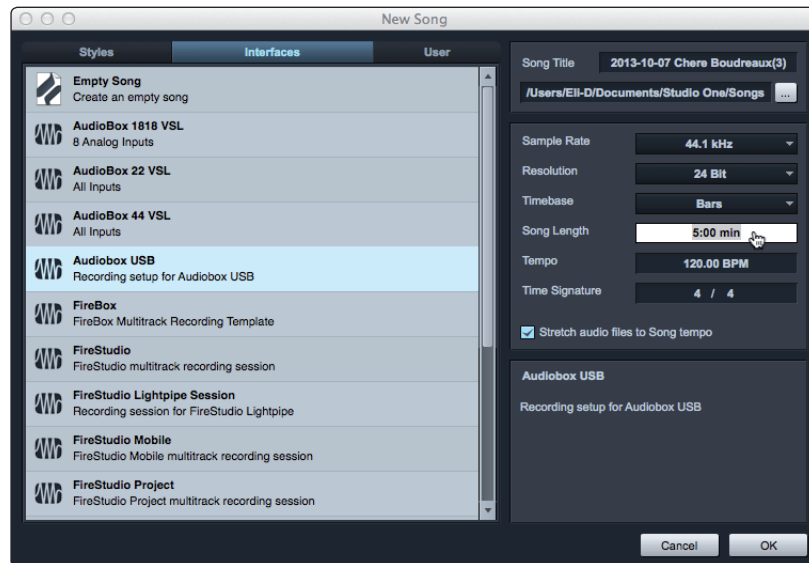 New Song
Styles Interfaces User
Empty Song
Create an empty song
AudioBox 1818 VSL
8 Analog Inputs
AudioBox 22 VSL
All Inputs
AudioBox 44 VSL
All Inputs
Audiobox USB
Recording setup for Audiobox USB
FireBox
FireBox Multitrack Recording Template
FireStudio
FireStudio multitrack recording session
FireStudio Lightpipe Session
Recording session for FireStudio Lightpipe
FireStudio Mobile
FireStudio Mobile multitrack recording session
FireStudio Project
FireStudio Project multitrack recording session
Song Title 2013-10-07 Chere Boudreaux(3)
/Users/Ell-D/Documents/Studio One/Songs ...
Sample Rate 44.1 kHz
Resolution 24 Bit
Timebase Bars
Song Length 5:00 min
Tempo 120.00 BPM
Time Signature 4 / 4
Stretch audio files to Song tempo
Audiobox USB
Recording setup for Audiobox USB
Cancel OK